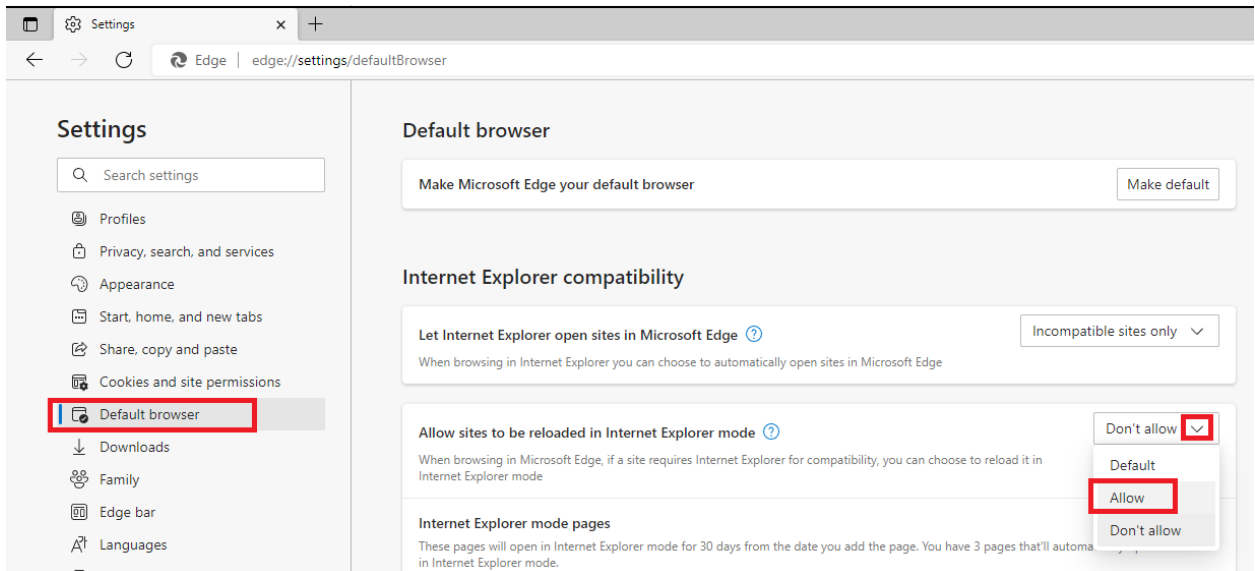 Settings
Edge | edge://settings/defaultBrowser
Settings
Search settings
Profiles
Privacy, search, and services
Appearance
Start, home, and new tabs
Share, copy and paste
Cookies and site permissions
Default browser
Downloads
Family
Edge bar
Languages
Default browser
Make Microsoft Edge your default browser
Make default
Internet Explorer compatibility
Let Internet Explorer open sites in Microsoft Edge
Incompatible sites only
When browsing in Internet Explorer you can choose to automatically open sites in Microsoft Edge
Allow sites to be reloaded in Internet Explorer mode
Don't allow
When browsing in Microsoft Edge, if a site requires Internet Explorer for compatibility, you can choose to reload it in
Internet Explorer mode
Default
Allow
Don't allow
Internet Explorer mode pages
These pages will open in Internet Explorer mode for 30 days from the date you add the page. You have 3 pages that'll
in Internet Explorer mode.